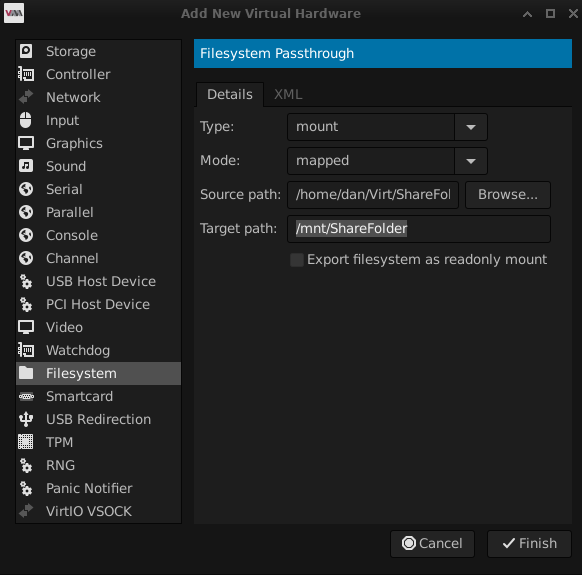 Add New Virtual Hardware
Storage
Controller
Network
Input
Graphics
Sound
Serial
Parallel
Console
Channel
USB Host Device
PCI Host Device
Video
Watchdog
Filesystem
Smartcard
USB Redirection
TPM
RNG
Panic Notifier
VirtIO VSOCK
Filesystem Passthrough
Details XML
Type: mount
Mode: mapped
Source path: /home/dan/Virt/ShareFol Browse...
Target path: /mnt/ShareFolder
Export filesystem as readonly mount
Cancel Finish